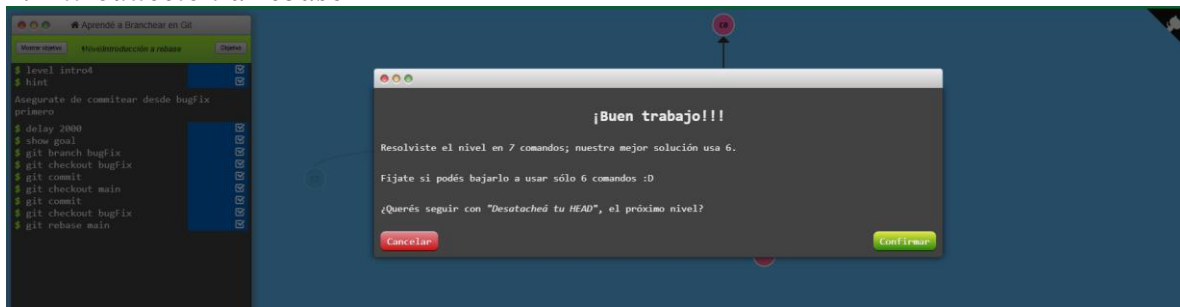 Aprendé a Branchear en Git
Mostrar objetivo
Nivel Introducción a rebase
Objetivo
$ level intro4
$ hint
Asegurate de commitear desde bugFix
primero
$ delay 2000
$ show goal
$ git branch bugFix
$ git checkout bugFix
$ git commit
$ git checkout main
$ git commit
$ git checkout bugFix
$ git rebase main
C0
¡Buen trabajo!!!
Resolviste el nivel en 7 comandos; nuestra mejor solución usa 6.
Fijate si podés bajarlo a usar sólo 6 comandos :D
¿Querés seguir con "Desatacheá tu HEAD", el próximo nivel?
Cancelar
Confirmar